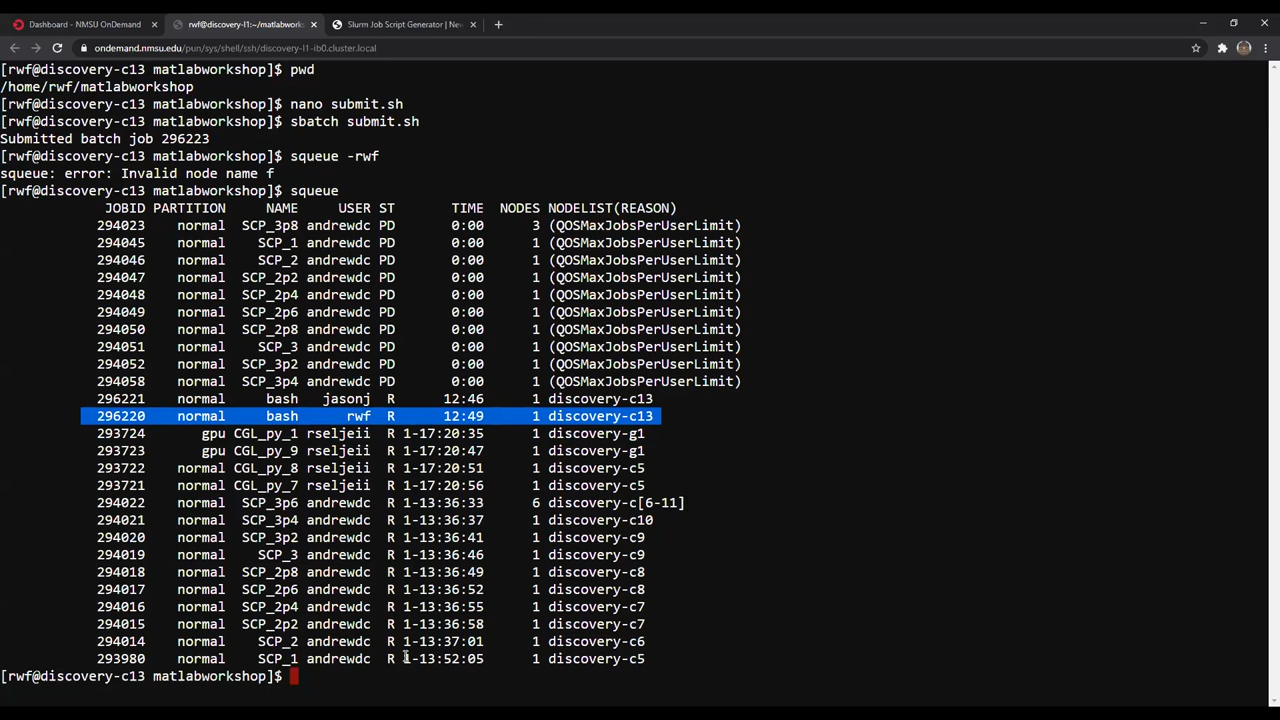 Dashboard - NMSU OnDemand
rwf@discovery-l1:~/matlabworks
Slurm Job Script Generator | Ne
ondemand.nmsu.edu/pun/sys/shell/ssh/discovery-l1-ib0.cluster.local
[rwf@discovery-c13 matlabworkshop]$ pwd
/home/rwf/matlabworkshop
[rwf@discovery-c13 matlabworkshop]$ nano submit.sh
[rwf@discovery-c13 matlabworkshop]$ sbatch submit.sh
Submitted batch job 296223
[rwf@discovery-c13 matlabworkshop]$ squeue -rwf
squeue: error: Invalid node name f
[rwf@discovery-c13 matlabworkshop]$ squeue
JOBID PARTITION NAME USER ST TIME NODES NODELIST(REASON)
294023 normal SCP_3p8 andrewdc PD 0:00 3 (QOSMaxJobsPerUserLimit)
294045 normal SCP_1 andrewdc PD 0:00 1 (QOSMaxJobsPerUserLimit)
294046 normal SCP_2 andrewdc PD 0:00 1 (QOSMaxJobsPerUserLimit)
294047 normal SCP_2p2 andrewdc PD 0:00 1 (QOSMaxJobsPerUserLimit)
294048 normal SCP_2p4 andrewdc PD 0:00 1 (QOSMaxJobsPerUserLimit)
294049 normal SCP_2p6 andrewdc PD 0:00 1 (QOSMaxJobsPerUserLimit)
294050 normal SCP_2p8 andrewdc PD 0:00 1 (QOSMaxJobsPerUserLimit)
294051 normal SCP_3 andrewdc PD 0:00 1 (QOSMaxJobsPerUserLimit)
294052 normal SCP_3p2 andrewdc PD 0:00 1 (QOSMaxJobsPerUserLimit)
294058 normal SCP_3p4 andrewdc PD 0:00 1 (QOSMaxJobsPerUserLimit)
296221 normal bash jasonj R 12:46 1 discovery-c13
296220 normal bash rwf R 12:49 1 discovery-c13
293724 gpu CGL_py_1 rseljeii R 1-17:20:35 1 discovery-g1
293723 gpu CGL_py_9 rseljeii R 1-17:20:47 1 discovery-g1
293722 normal CGL_py_8 rseljeii R 1-17:20:51 1 discovery-c5
293721 normal CGL_py_7 rseljeii R 1-17:20:56 1 discovery-c5
294022 normal SCP_3p6 andrewdc R 1-13:36:33 6 discovery-c[6-11]
294021 normal SCP_3p4 andrewdc R 1-13:36:37 1 discovery-c10
294020 normal SCP_3p2 andrewdc R 1-13:36:41 1 discovery-c9
294019 normal SCP_3 andrewdc R 1-13:36:46 1 discovery-c9
294018 normal SCP_2p8 andrewdc R 1-13:36:49 1 discovery-c8
294017 normal SCP_2p6 andrewdc R 1-13:36:52 1 discovery-c8
294016 normal SCP_2p4 andrewdc R 1-13:36:55 1 discovery-c7
294015 normal SCP_2p2 andrewdc R 1-13:36:58 1 discovery-c7
294014 normal SCP_2 andrewdc R 1-13:37:01 1 discovery-c6
293980 normal SCP_1 andrewdc R 1-13:52:05 1 discovery-c5
[rwf@discovery-c13 matlabworkshop]$